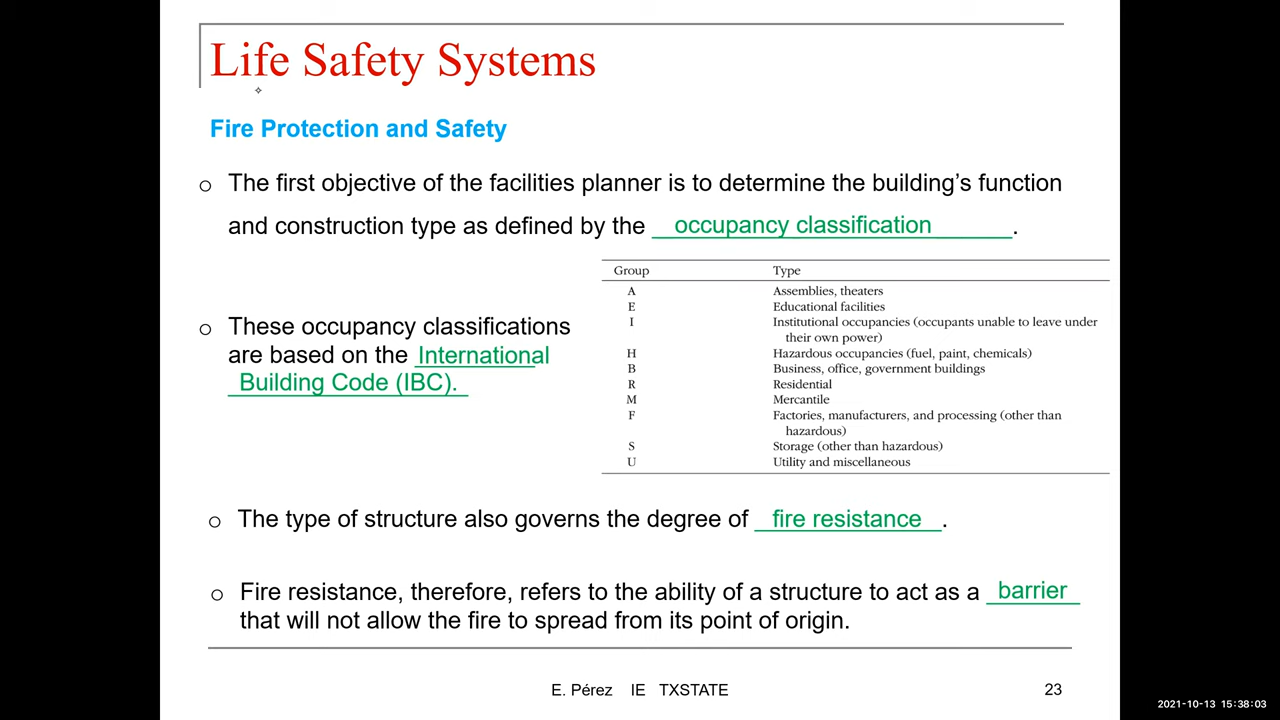 Life Safety Systems
Fire Protection and Safety
o The first objective of the facilities planner is to determine the building’s function
and construction type as defined by the occupancy classification.
o These occupancy classifications
are based on the International
Building Code (IBC).
Group Type
A Assemblies, theaters
E Educational facilities
I Institutional occupancies (occupants unable to leave under
their own power)
H Hazardous occupancies (fuel, paint, chemicals)
B Business, office, government buildings
R Residential
M Mercantile
F Factories, manufacturers, and processing (other than
hazardous)
S Storage (other than hazardous)
U Utility and miscellaneous
o The type of structure also governs the degree of fire resistance.
o Fire resistance, therefore, refers to the ability of a structure to act as a barrier
that will not allow the fire to spread from its point of origin.
E. Pérez IE TXSTATE 23
2021-10-13 15:38:03